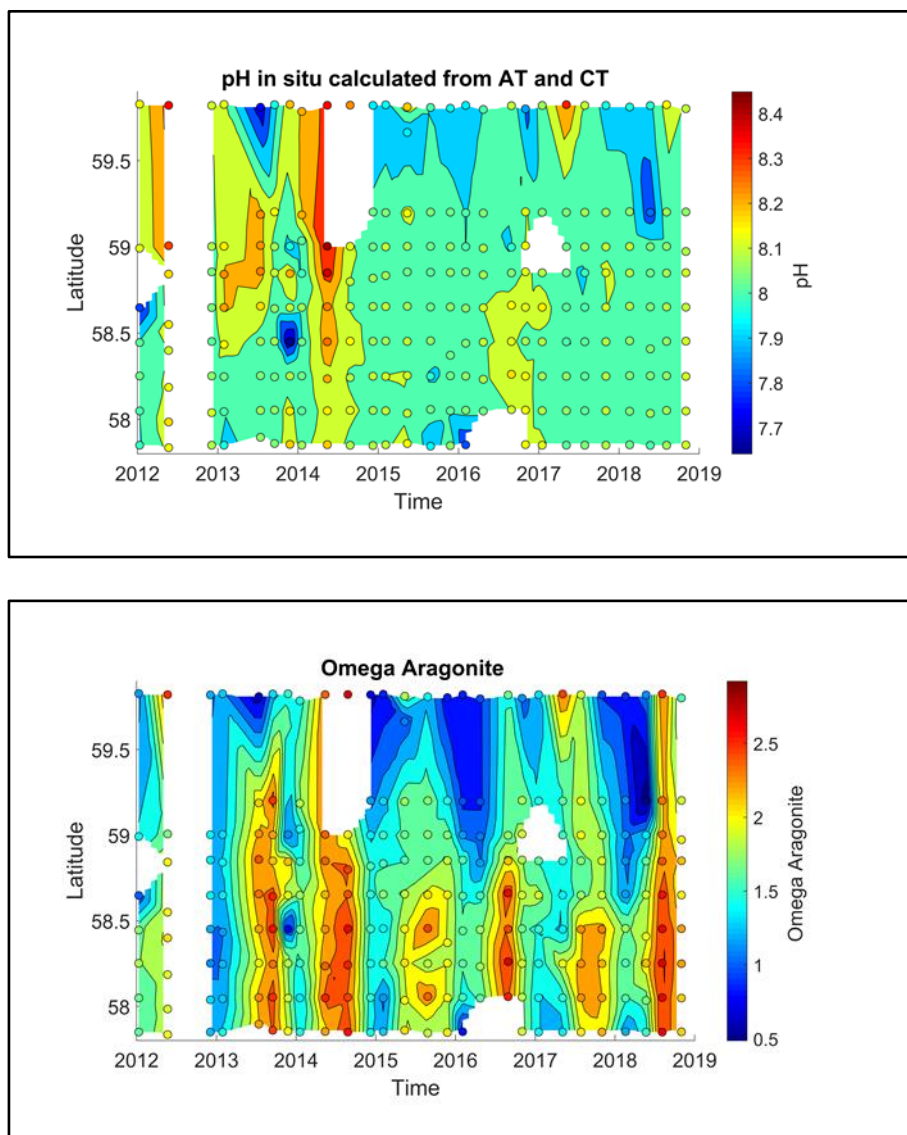 pH in situ calculated from AT and CT
59.5
59
58.5
58
Latitude
2012 2013 2014 2015 2016 2017 2018 2019
Time
8.4
8.3
8.2
8.1
8
7.9
7.8
7.7
pH
Omega Aragonite
59.5
59
58.5
58
Latitude
2012 2013 2014 2015 2016 2017 2018 2019
Time
2.5
2
1.5
1
0.5
Omega Aragonite